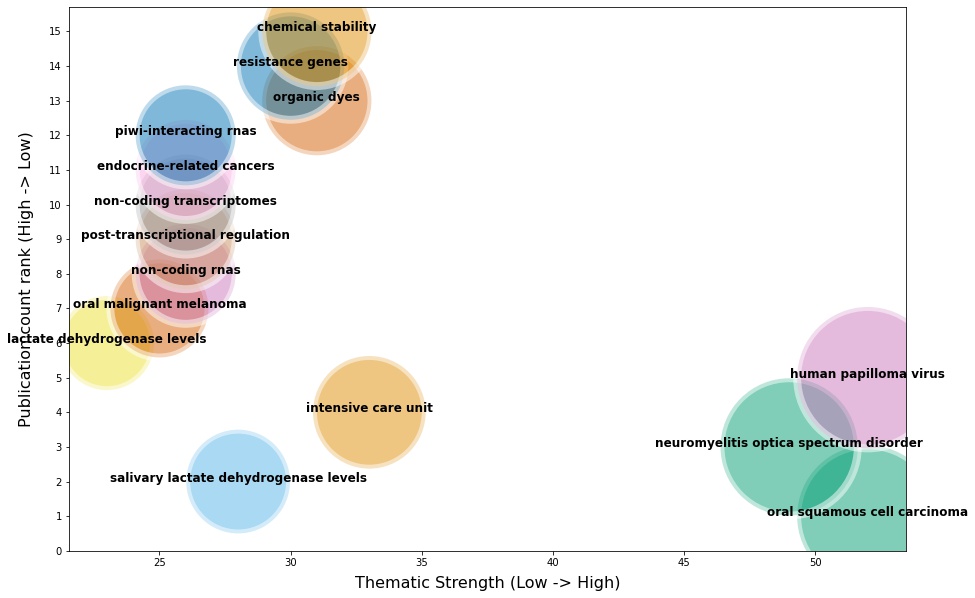 15
chemical stability
14
resistance genes
13
organic dyes
12
piwi-interacting rnas
11
endocrine-related cancers
10
non-coding transcriptomes
9
post-transcriptional regulation
8
non-coding rnas
7
oral malignant melanoma
6
lactate dehydrogenase levels
5
human papilloma virus
4
intensive care unit
3
neuromyelitis optica spectrum disorder
2
salivary lactate dehydrogenase levels
1
oral squamous cell carcinoma
0
Publication count rank (High -> Low)
25 30 35 40 45 50
Thematic Strength (Low -> High)